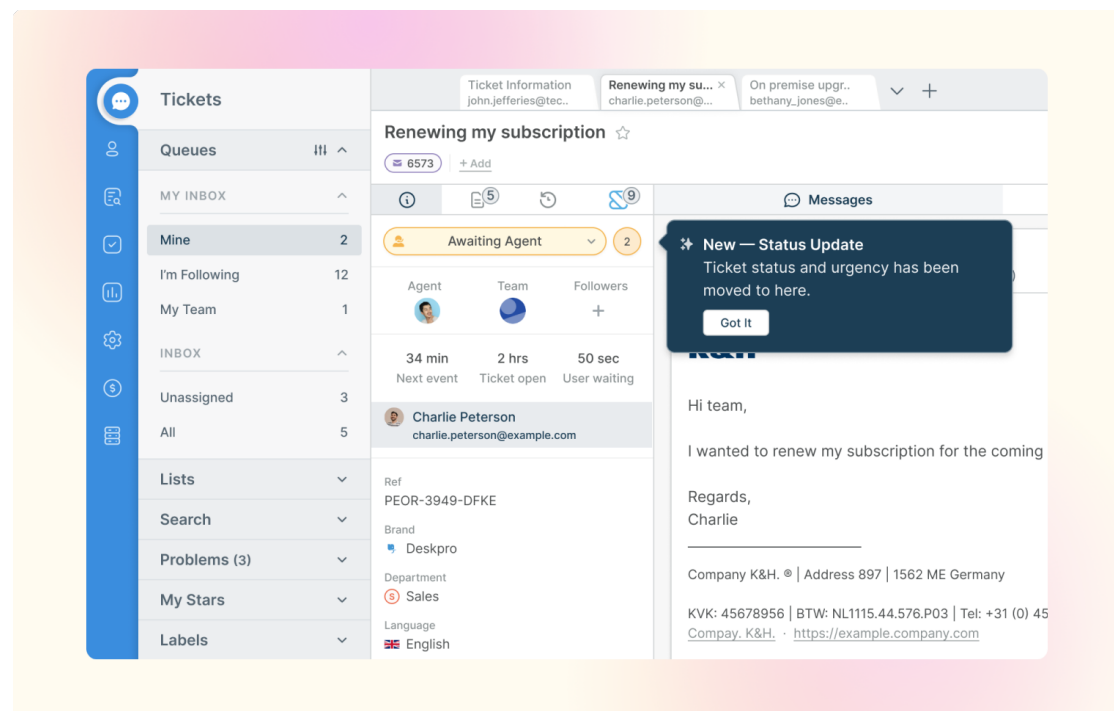 Tickets
Queues
MY INBOX
Mine 2
I'm Following 12
My Team 1
INBOX
Unassigned 3
All 5
Lists
Search
Problems (3)
My Stars
Labels
Ticket Information
john.jefferies@tec..
Renewing my su... ×
charlie.peterson@...
On premise upgr..
bethany_jones@e..
Renewing my subscription
6573 + Add
5
9
Awaiting Agent 2
Agent Team Followers
34 min 2 hrs 50 sec
Next event Ticket open User waiting
Charlie Peterson
charlie.peterson@example.com
Ref
PEOR-3949-DFKE
Brand
Deskpro
Department
Sales
Language
English
Messages
New — Status Update
Ticket status and urgency has been
moved to here.
Got It
Hi team,
I wanted to renew my subscription for the coming
Regards,
Charlie
Company K&H. ® | Address 897 | 1562 ME Germany
KVK: 45678956 | BTW: NL1115.44.576.P03 | Tel: +31 (0) 45
Compay. K&H. · https://example.company.com